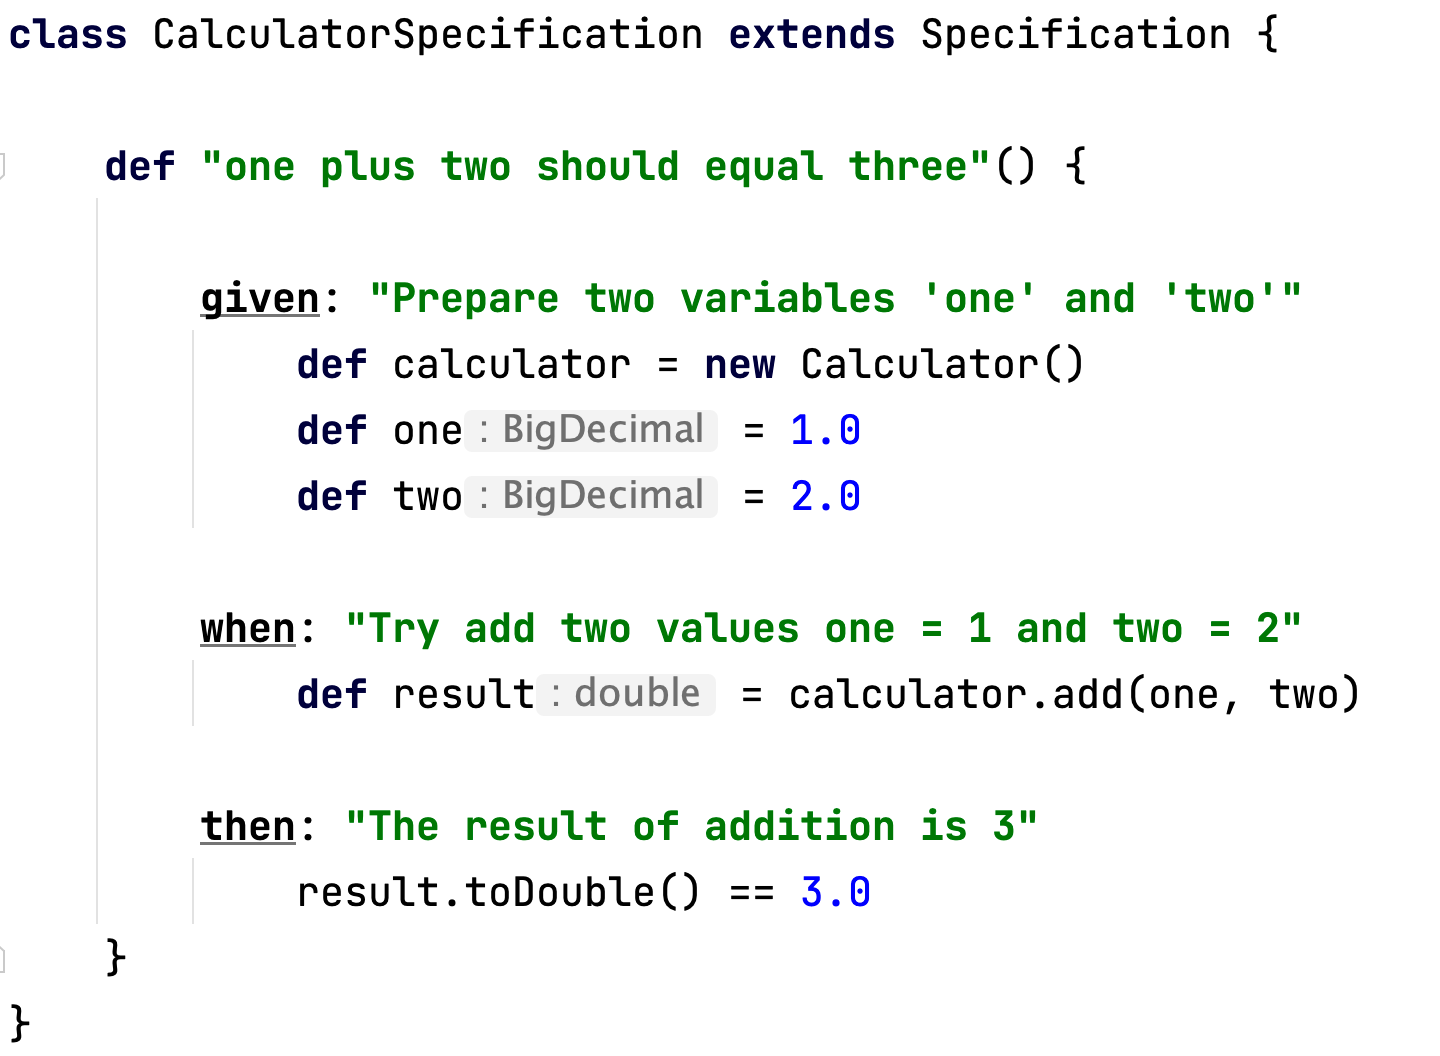 class CalculatorSpecification extends Specification {
def "one plus two should equal three"() {
given: "Prepare two variables 'one' and 'two'"
def calculator = new Calculator()
def one : BigDecimal = 1.0
def two : BigDecimal = 2.0
when: "Try add two values one = 1 and two = 2"
def result : double = calculator.add(one, two)
then: "The result of addition is 3"
result.toDouble() == 3.0
}
}